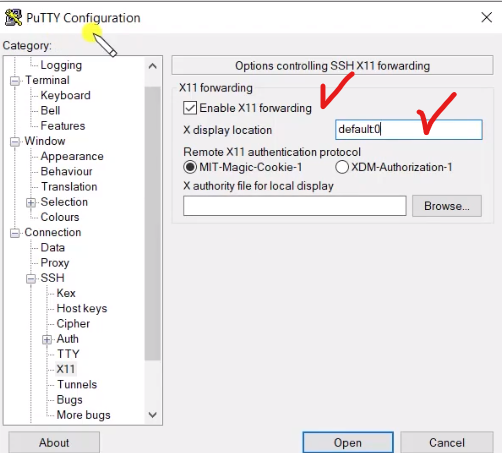 PuTTY Configuration
Category:
Logging
Terminal
Keyboard
Bell
Features
Window
Appearance
Behaviour
Translation
Selection
Colours
Connection
Data
Proxy
SSH
Kex
Host keys
Cipher
Auth
TTY
X11
Tunnels
Bugs
More bugs
Options controlling SSH X11 forwarding
X11 forwarding
Enable X11 forwarding
X display location
default:0
Remote X11 authentication protocol
MIT-Magic-Cookie-1 XDM-Authorization-1
X authority file for local display
Browse...
About Open Cancel